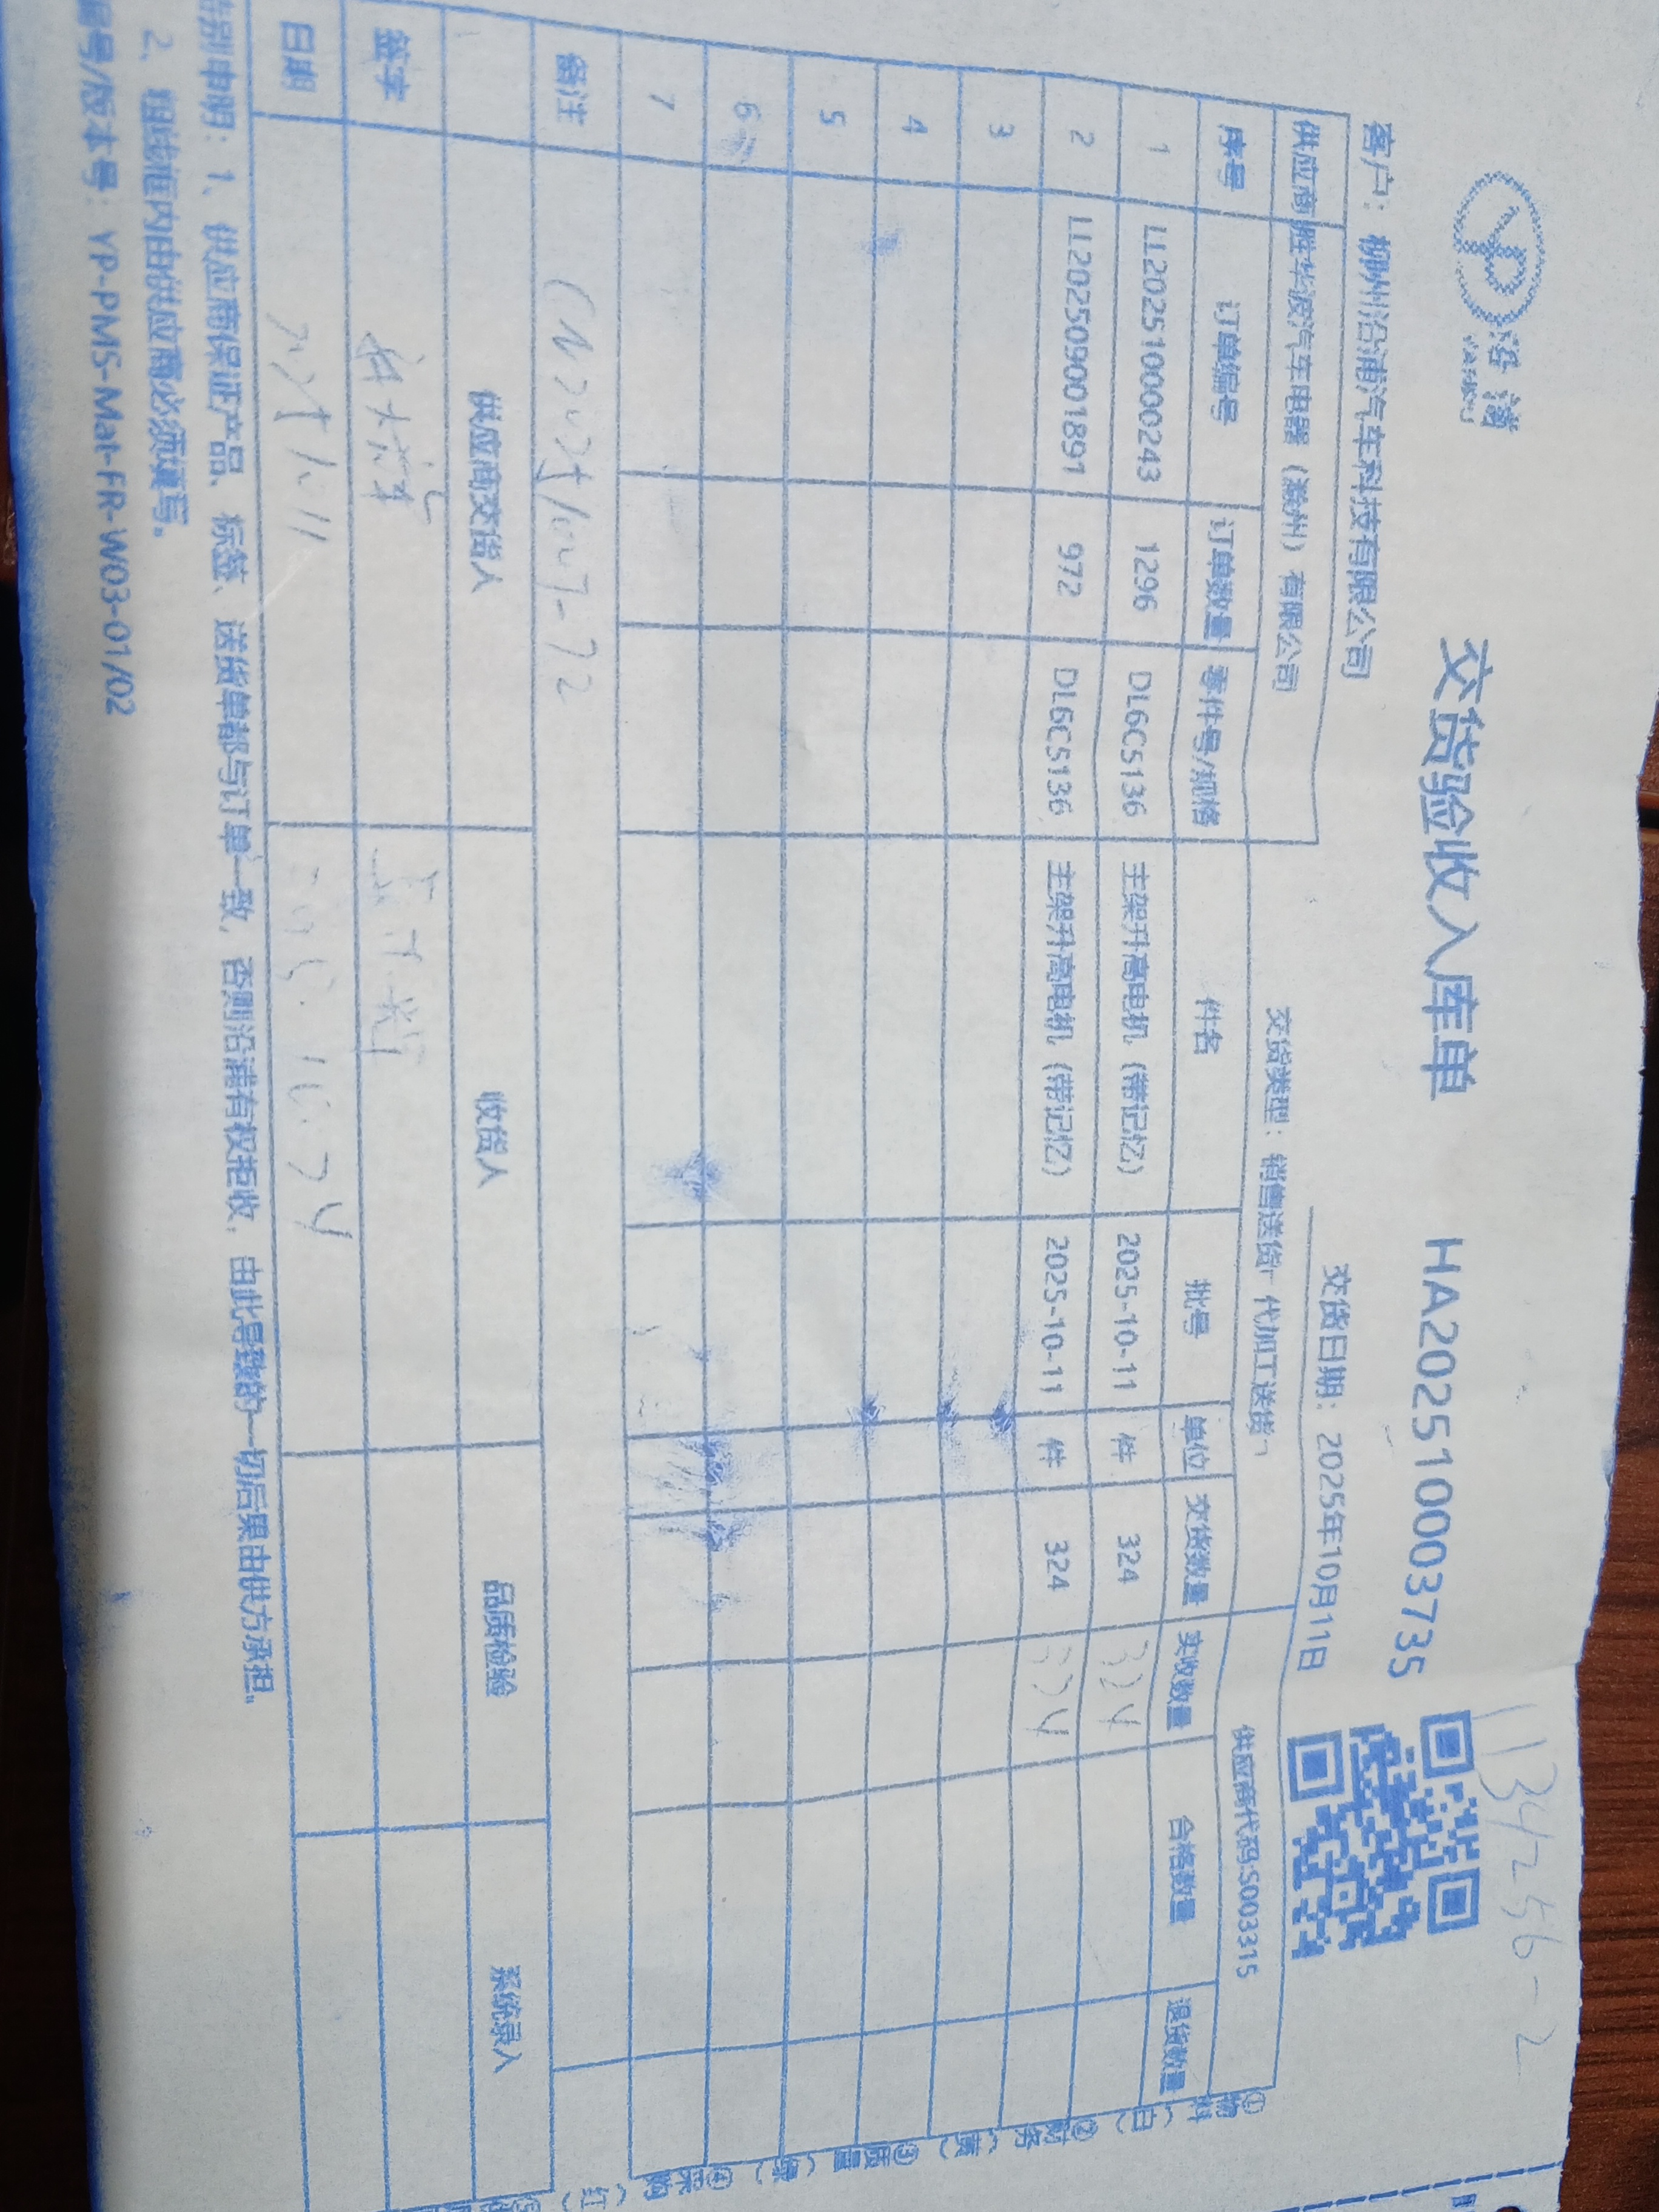 沿浦
YANPU
交货验收入库单
HA202510003735
1134256-2
客户：柳州沿浦汽车科技有限公司
交货日期：2025年10月11日
供应商 胜华波汽车电器（滁州）有限公司
交货类型：销售送货┌ 代加工送货┐
供应商代码:S003315
序号 订单编号 订单数量 零件号/规格 件名 批号 单位 交货数量 实收数量 合格数量 退货数量
1 LL202510000243 1296 DL6C5136 主架升高电机（带记忆） 2025-10-11 件 324 324
2 LL202509001891 972 DL6C5136 主架升高电机（带记忆） 2025-10-11 件 324 324
3
4
5
6
7
备注
供应商交货人 收货人 品质检验 系统录入
签字
日期
特别申明：1、供应商保证产品、标签、送货单都与订单一致，否则沿浦有权拒收，由此导致的一切后果由供方承担。
2、粗线框内由供应商必须填写。
编号/版本号：YP-PMS-Mat-FR-W03-01/02
①物料（白）②财务（黄）③质量（绿）④采购（红）⑤